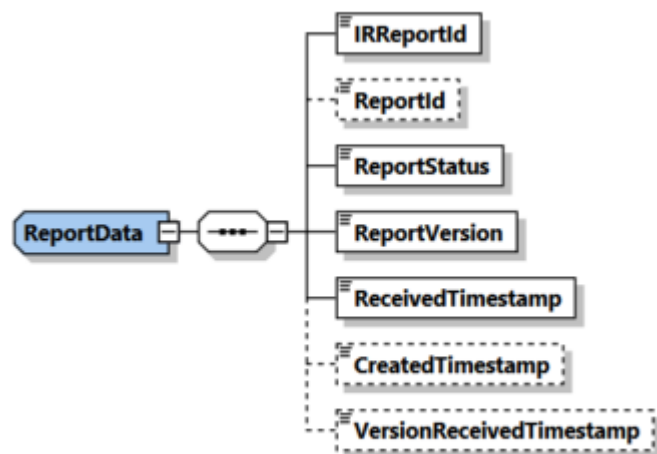 IRReportId
ReportId
ReportStatus
ReportData
ReportVersion
ReceivedTimestamp
CreatedTimestamp
VersionReceivedTimestamp